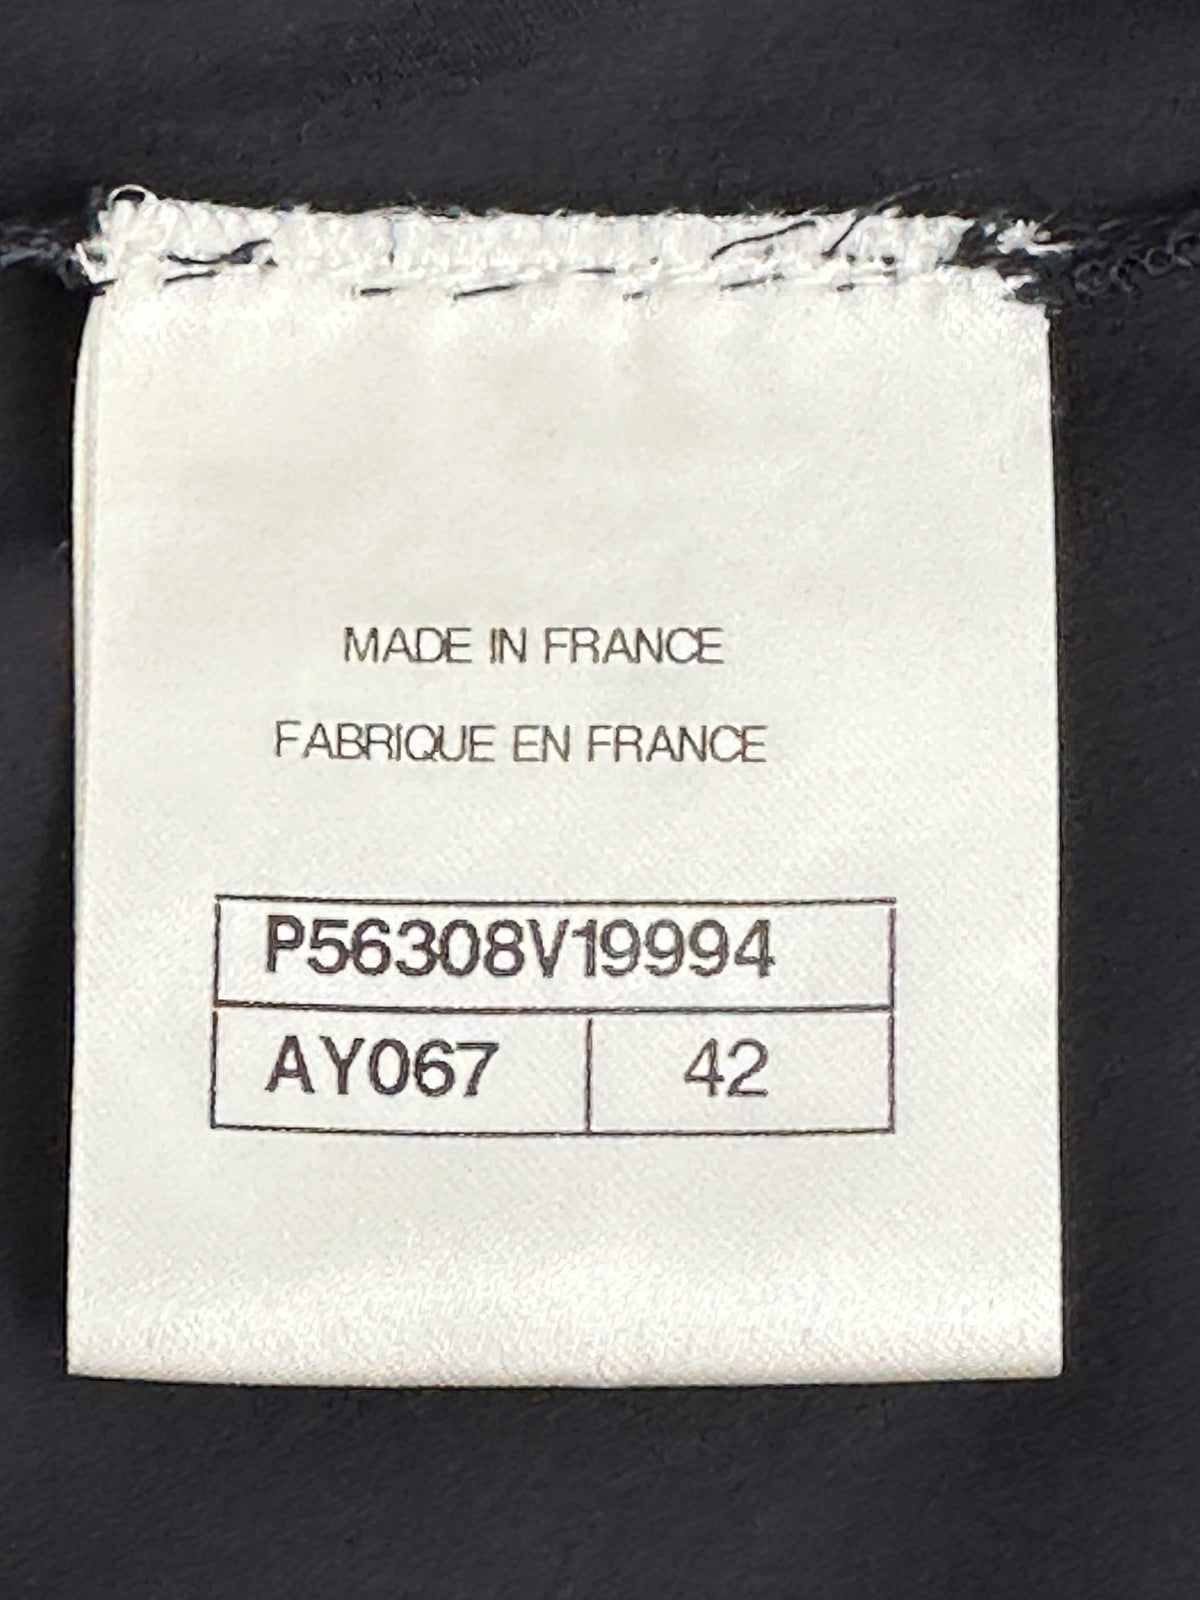 MADE IN FRANCE
FABRIQUE EN FRANCE
P56308V19994
AY067 42